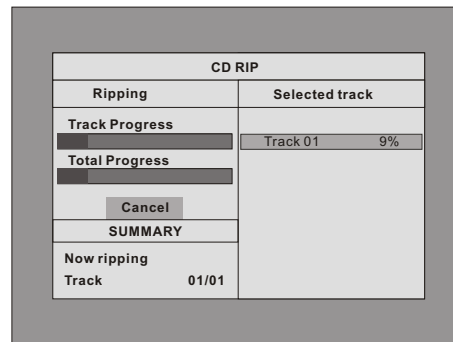 CD RIP
Ripping
Selected track
Track Progress
Track 01 9%
Total Progress
Cancel
SUMMARY
Now ripping
Track 01/01